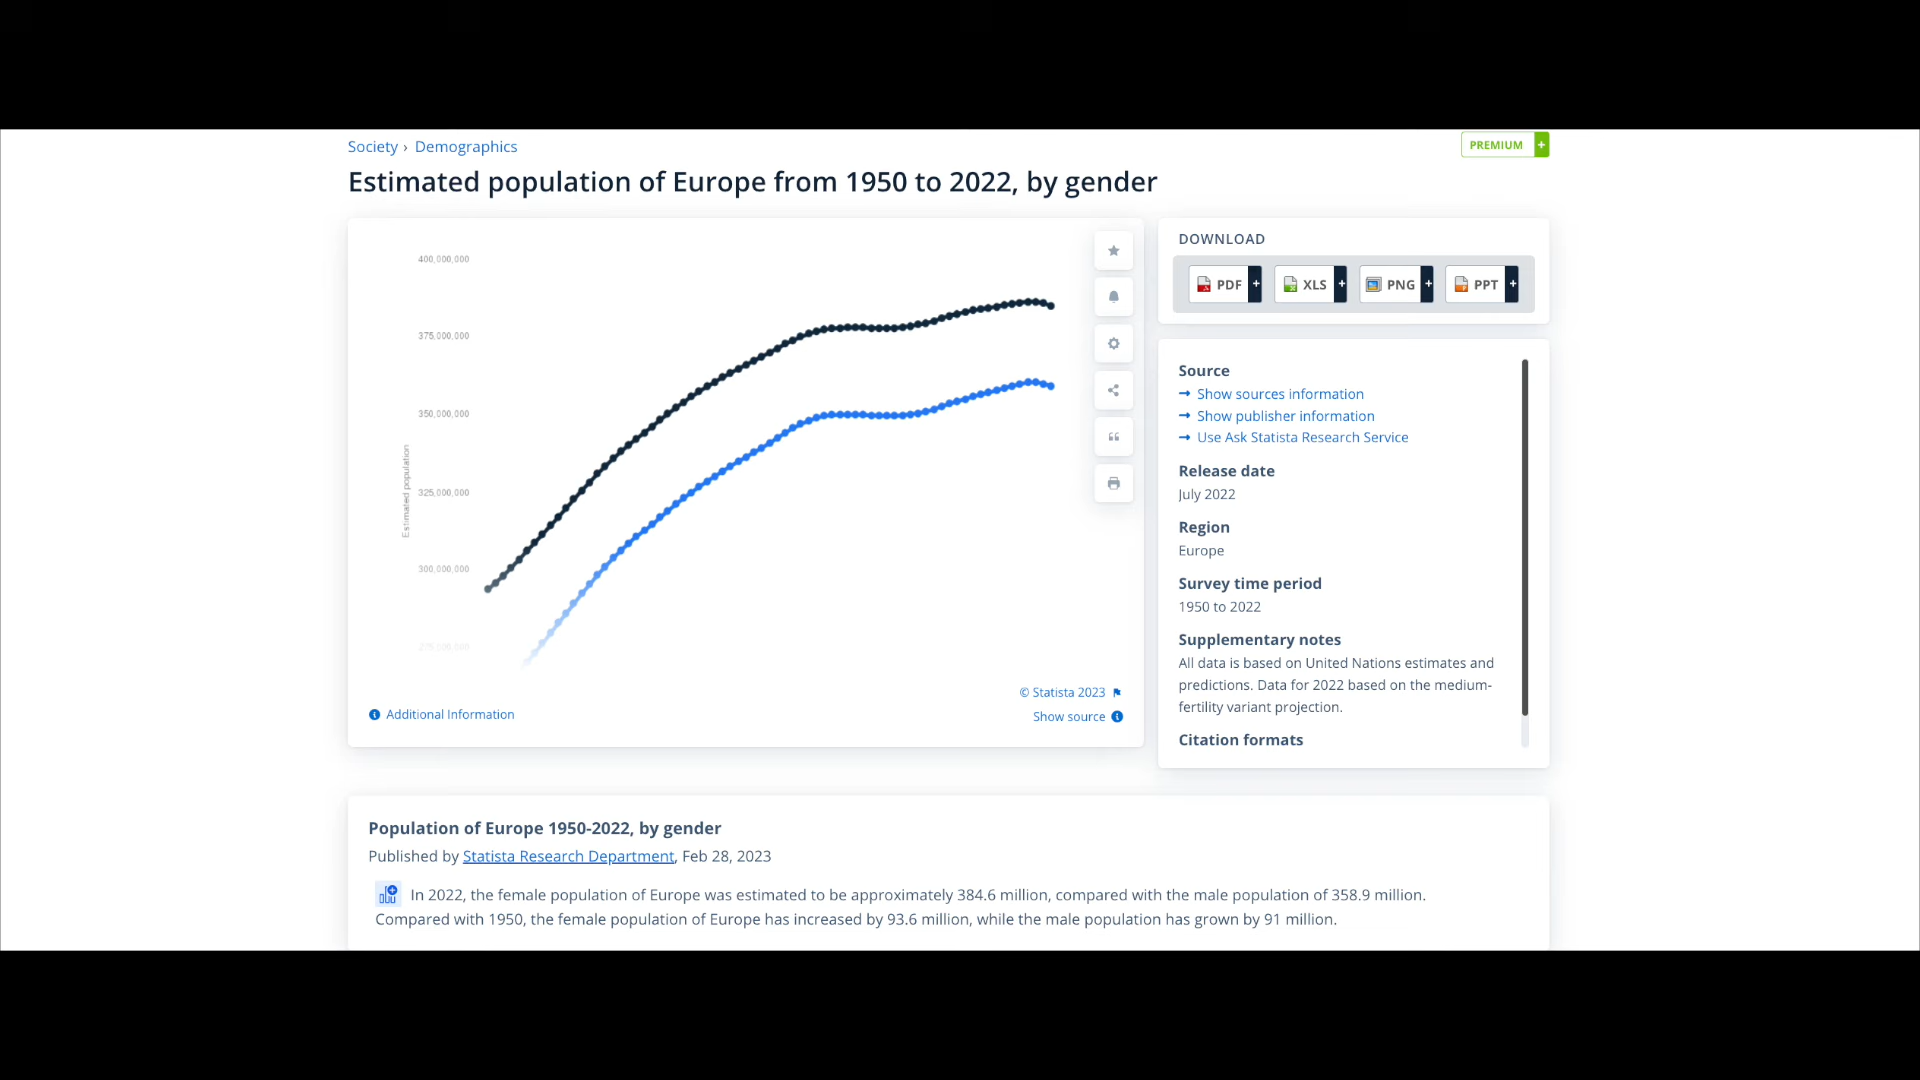 Society › Demographics
PREMIUM +
Estimated population of Europe from 1950 to 2022, by gender
400,000,000
375,000,000
350,000,000
325,000,000
300,000,000
275,000,000
Estimated population
© Statista 2023
Additional Information
Show source
DOWNLOAD
PDF + XLS + PNG + PPT +
Source
→ Show sources information
→ Show publisher information
→ Use Ask Statista Research Service
Release date
July 2022
Region
Europe
Survey time period
1950 to 2022
Supplementary notes
All data is based on United Nations estimates and
predictions. Data for 2022 based on the medium-
fertility variant projection.
Citation formats
Population of Europe 1950-2022, by gender
Published by Statista Research Department, Feb 28, 2023
In 2022, the female population of Europe was estimated to be approximately 384.6 million, compared with the male population of 358.9 million.
Compared with 1950, the female population of Europe has increased by 93.6 million, while the male population has grown by 91 million.